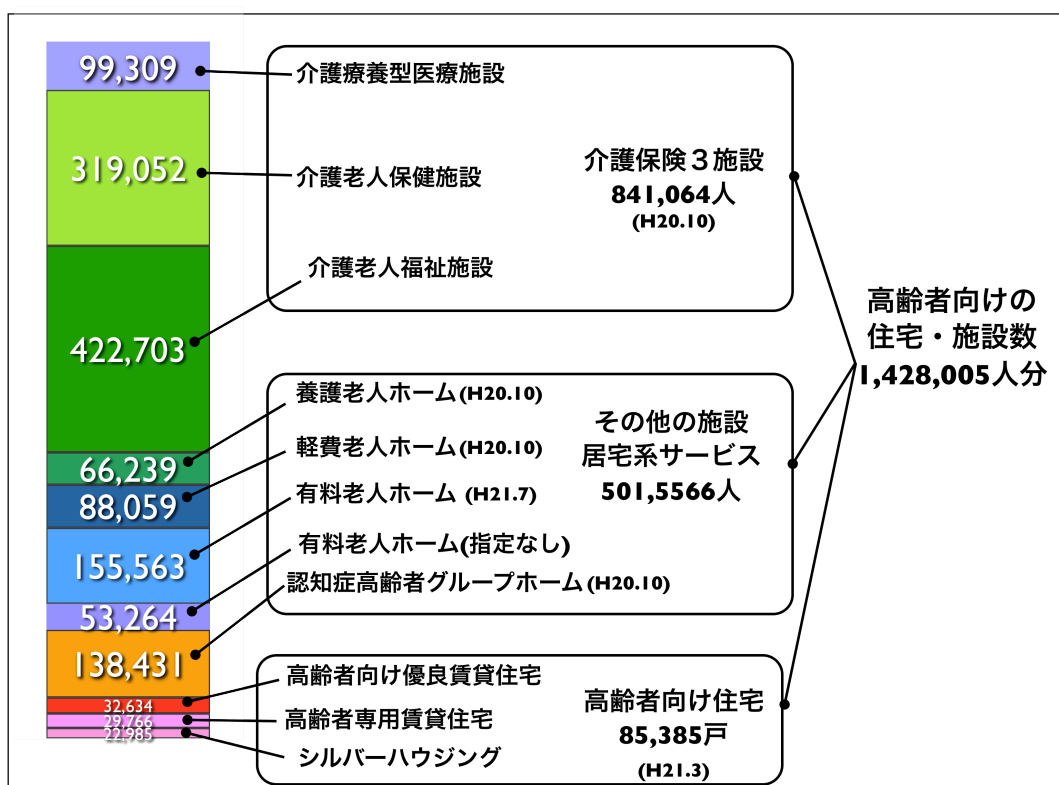 99,309
319,052
422,703
66,239
88,059
155,563
53,264
138,431
32,634
29,766
22,985
介護療養型医療施設
介護老人保健施設
介護老人福祉施設
介護保険３施設
841,064人
(H20.10)
養護老人ホーム(H20.10)
軽費老人ホーム(H20.10)
有料老人ホーム (H21.7)
有料老人ホーム(指定なし)
認知症高齢者グループホーム(H20.10)
その他の施設
居宅系サービス
501,5566人
高齢者向け優良賃貸住宅
高齢者専用賃貸住宅
シルバーハウジング
高齢者向け住宅
85,385戸
(H21.3)
高齢者向けの
住宅・施設数
1,428,005人分